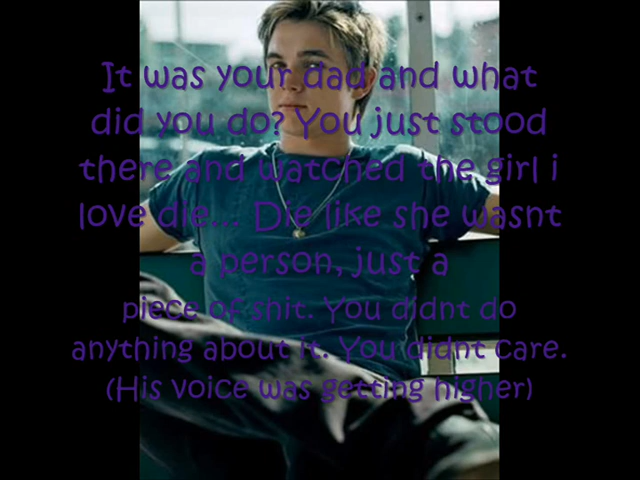 It was your dad and what
did you do? You just stood
there and watched the girl i
love die... Die like she wasnt
a person, just a
piece of shit. You didnt do
anything about it. You didnt care.
(His voice was getting higher)